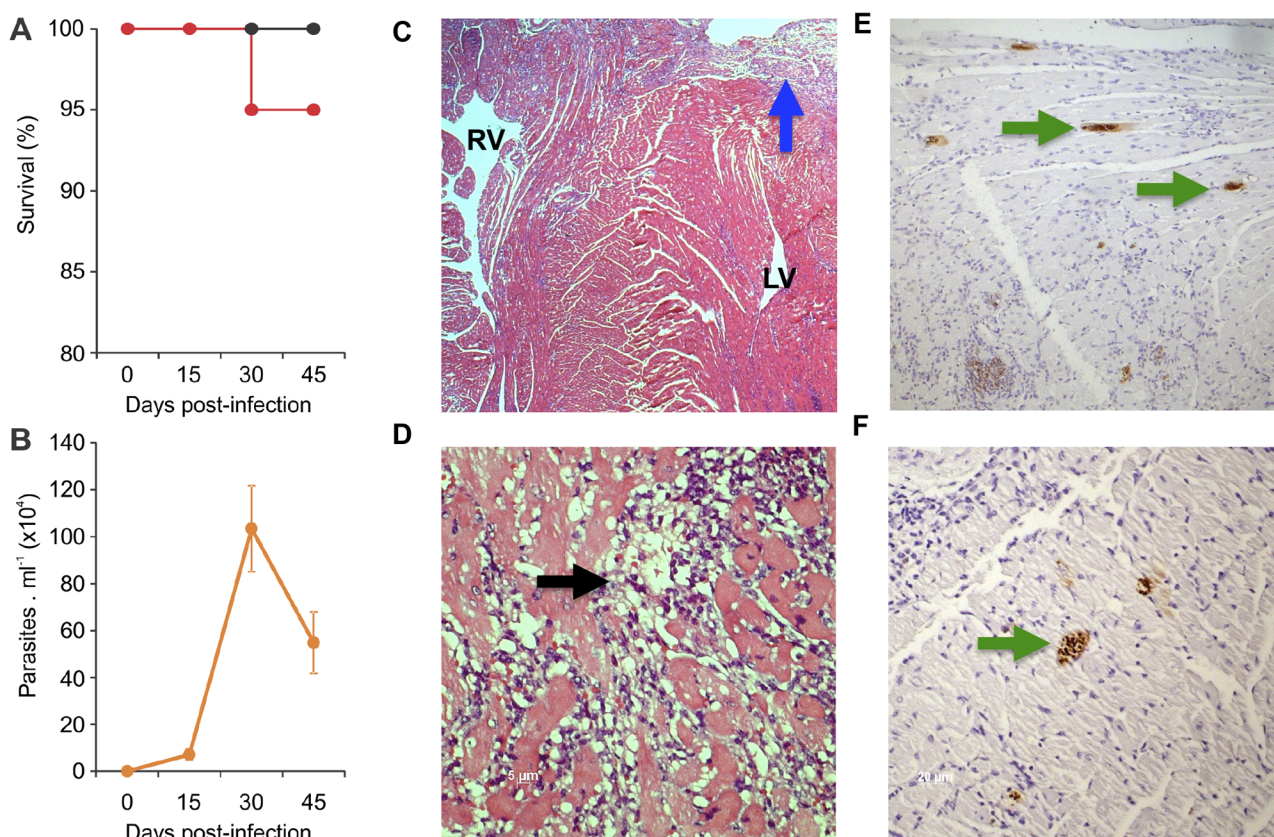 A
100
95
90
85
80
Survival (%)
0 15 30 45
Days post-infection
B
140
120
100
80
60
40
20
0
Parasites . ml⁻¹ (x10⁴)
0 15 30 45
Days post-infection
C
RV
LV
D
5 µm
E
F
20 µm